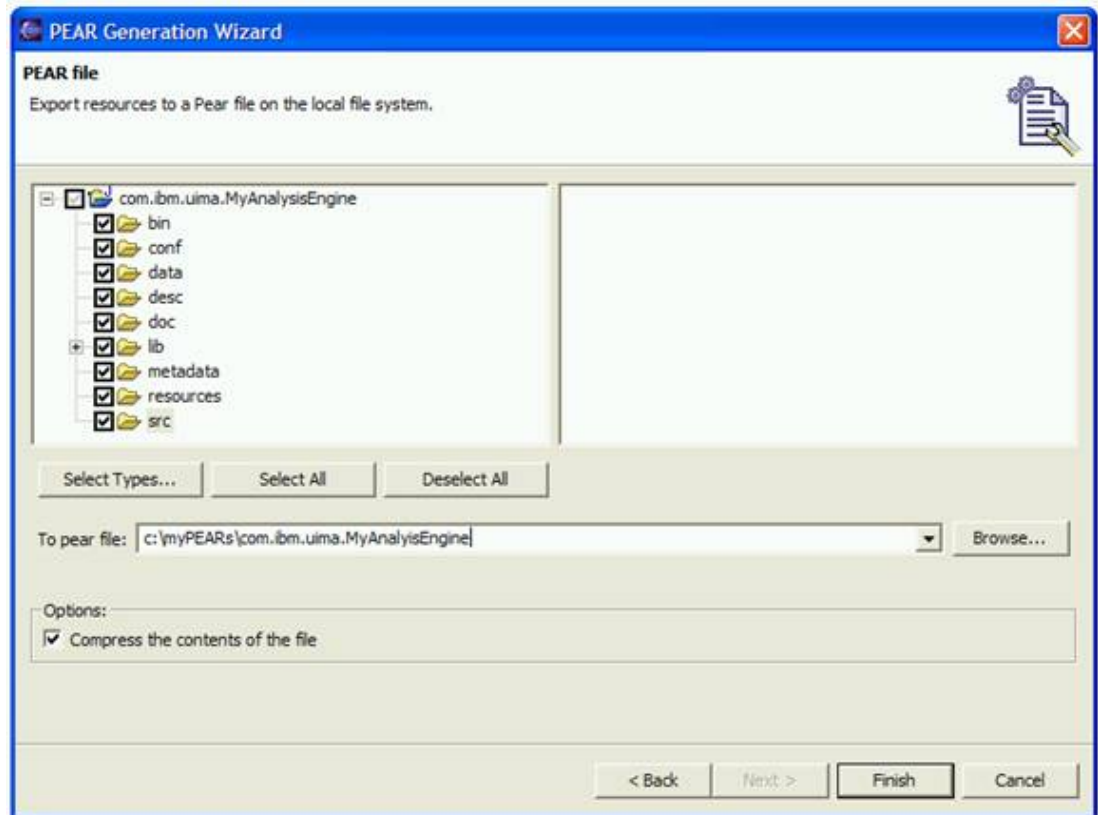 PEAR Generation Wizard
PEAR file
Export resources to a Pear file on the local file system.
com.ibm.uima.MyAnalysisEngine
bin
conf
data
desc
doc
lib
metadata
resources
src
Select Types...
Select All
Deselect All
To pear file: c:\myPEARs\com.ibm.uima.MyAnalyisEngine
Browse...
Options:
Compress the contents of the file
< Back
Next >
Finish
Cancel